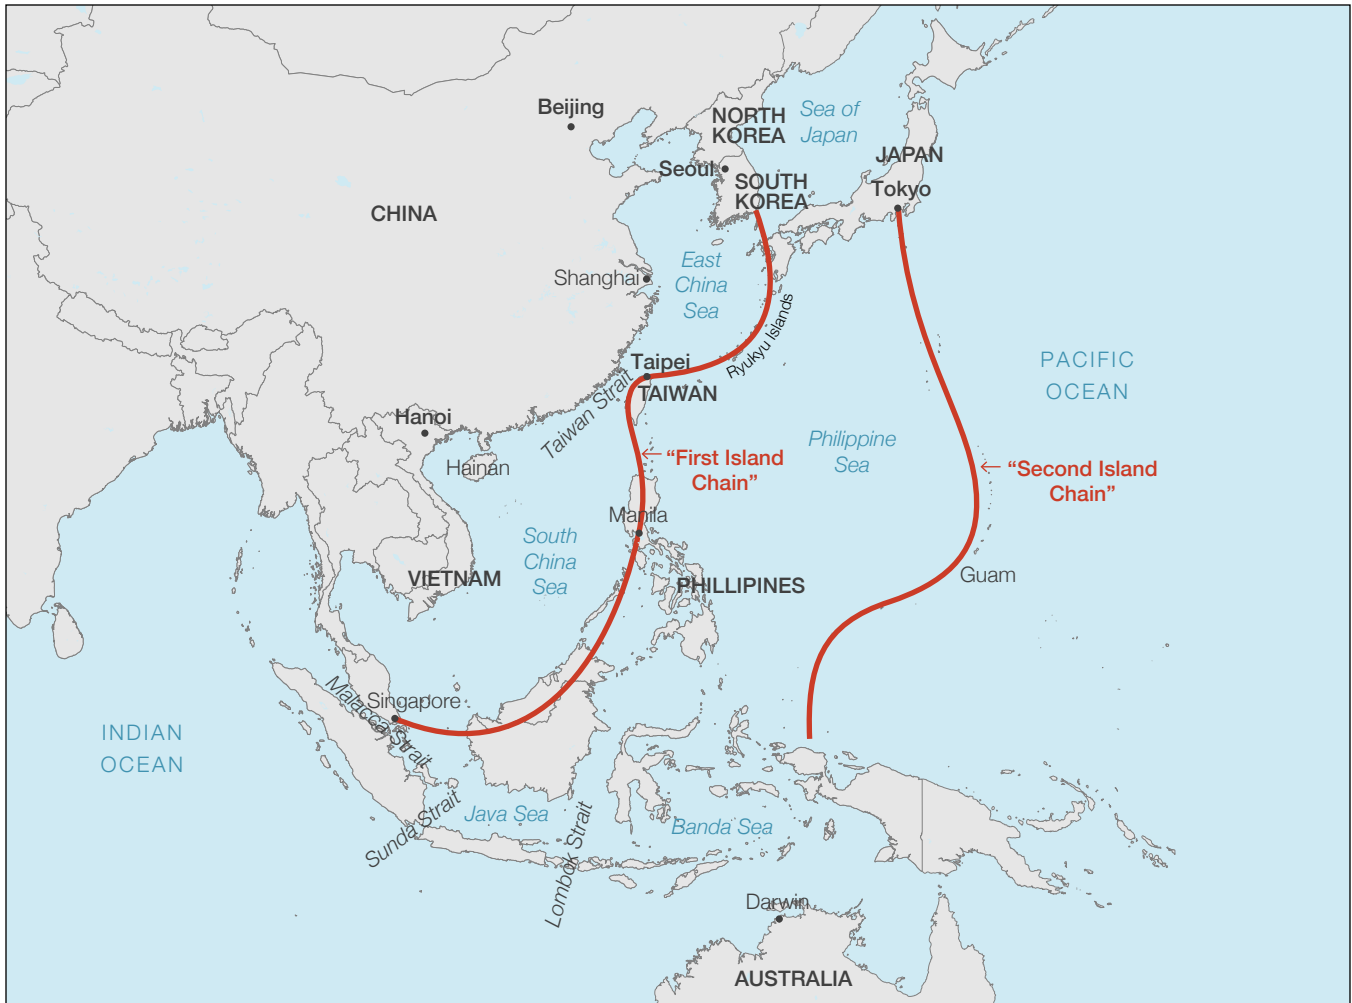 Beijing
NORTH
KOREA
Sea of
Japan
JAPAN
Seoul
SOUTH
KOREA
Tokyo
CHINA
East
China
Sea
Shanghai
Ryukyu Islands
Taipei
TAIWAN
Taiwan Strait
PACIFIC
OCEAN
Hanoi
Hainan
Philippine
Sea
“First Island
Chain”
“Second Island
Chain”
Manila
South
China
Sea
VIETNAM
PHILLIPINES
Guam
Malacca Strait
Singapore
INDIAN
OCEAN
Sunda Strait
Java Sea
Lombok Strait
Banda Sea
Darwin
AUSTRALIA